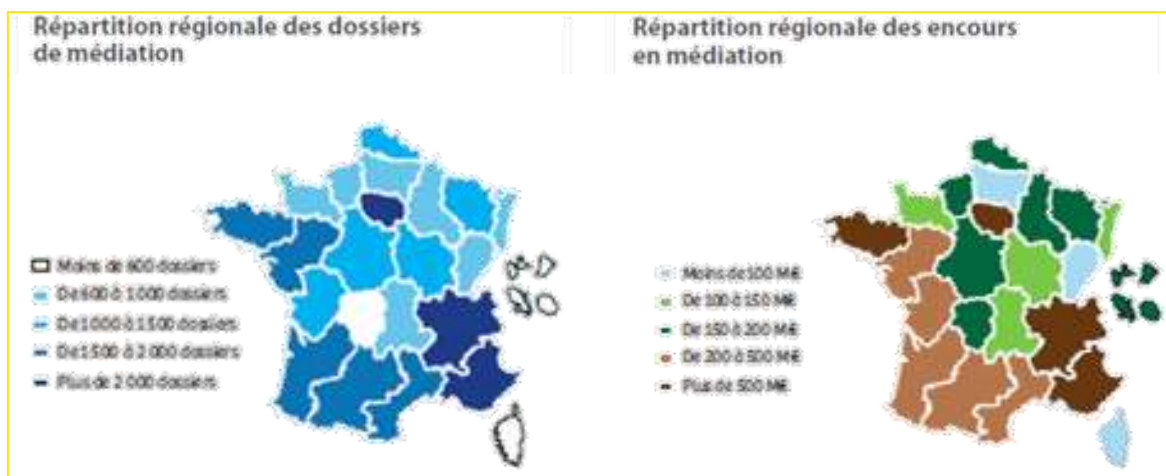 Répartition régionale des dossiers
de médiation
Moins de 600 dossiers
De 600 à 1 000 dossiers
De 1 000 à 1 500 dossiers
De 1 500 à 2 000 dossiers
Plus de 2 000 dossiers
Répartition régionale des encours
en médiation
Moins de 100 M€
De 100 à 150 M€
De 150 à 200 M€
De 200 à 500 M€
Plus de 500 M€